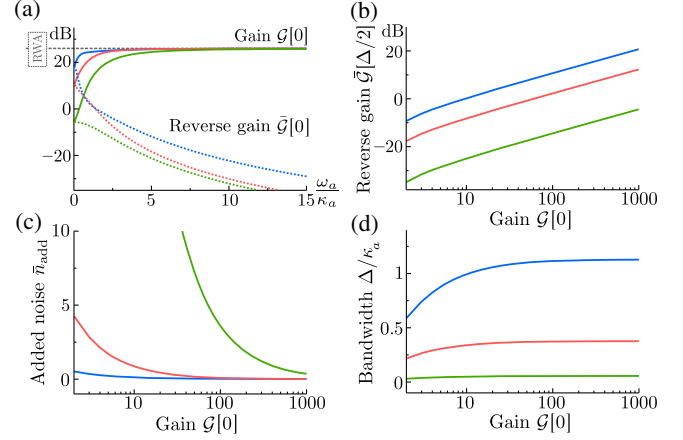 (a)
dB
RWA
20
0
−20
Gain 𝒢[0]
Reverse gain 𝒢̄[0]
0
5
10
15
ω_a
κ_a
(b)
dB
Reverse gain 𝒢̄[Δ/2]
20
0
−20
10
100
1000
Gain 𝒢[0]
(c)
Added noise n̄_add
10
5
0
10
100
1000
Gain 𝒢[0]
(d)
Bandwidth Δ/κ_a
1
0.5
0
10
100
1000
Gain 𝒢[0]